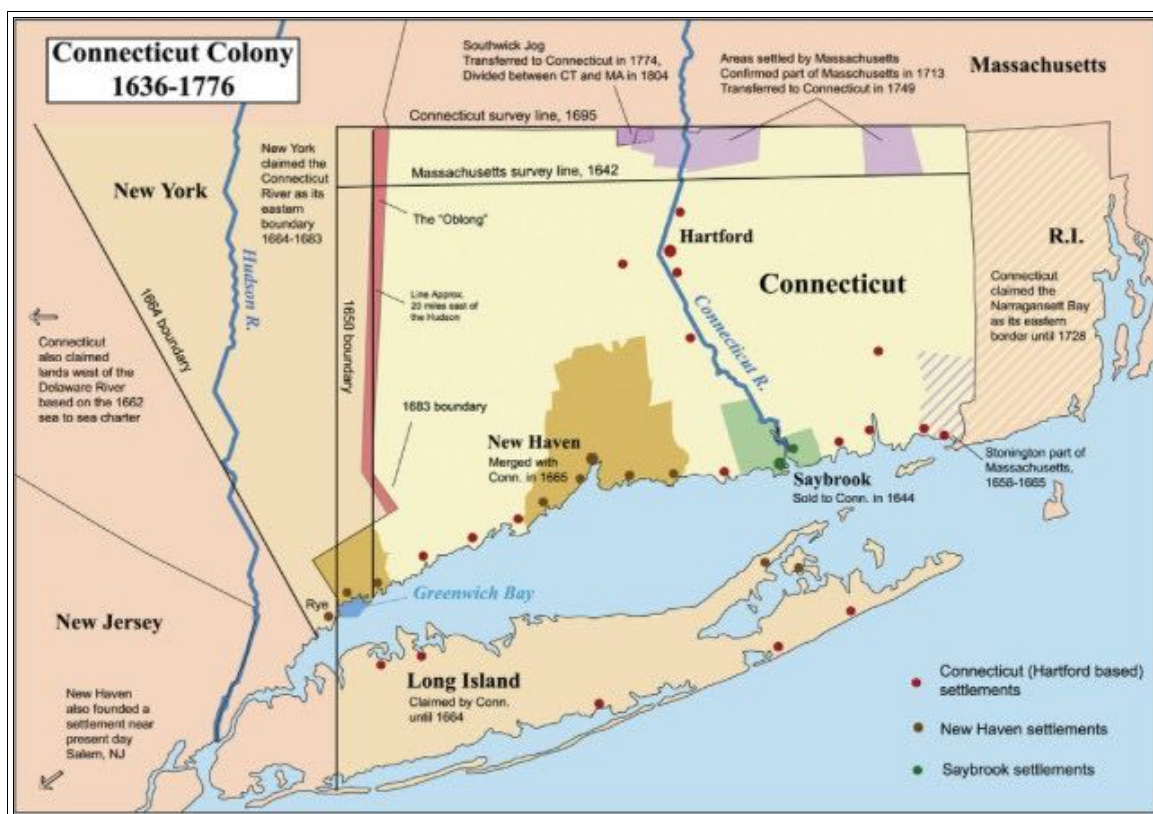 Connecticut Colony
1636-1776
Southwick Jog
Transferred to Connecticut in 1774,
Divided between CT and MA in 1804
Areas settled by Massachusetts
Confirmed part of Masschusetts in 1713
Transferred to Connecticut in 1749
Massachusetts
Connecticut survey line, 1695
New York
claimed the
Connecticut
River as its
eastern
boundary
1664-1683
New York
Massachusetts survey line, 1642
The "Oblong"
Hartford
R.I.
Hudson R.
Connecticut
Connecticut
claimed the
Narragansett Bay
as its eastern
border until 1728
Line Approx.
20 miles east of
the Hudson
1664 boundary
1650 boundary
Connecticut R.
Connecticut
also claimed
lands west of the
Delaware River
based on the 1662
sea to sea charter
1683 boundary
New Haven
Merged with
Conn. in 1665
Saybrook
Sold to Conn. in 1644
Stonington part of
Massachusetts,
1658-1665
Rye
Greenwich Bay
New Jersey
Long Island
Claimed by Conn.
until 1664
New Haven
also founded a
settlement near
present day
Salem, NJ
Connecticut (Hartford based)
settlements
New Haven settlements
Saybrook settlements